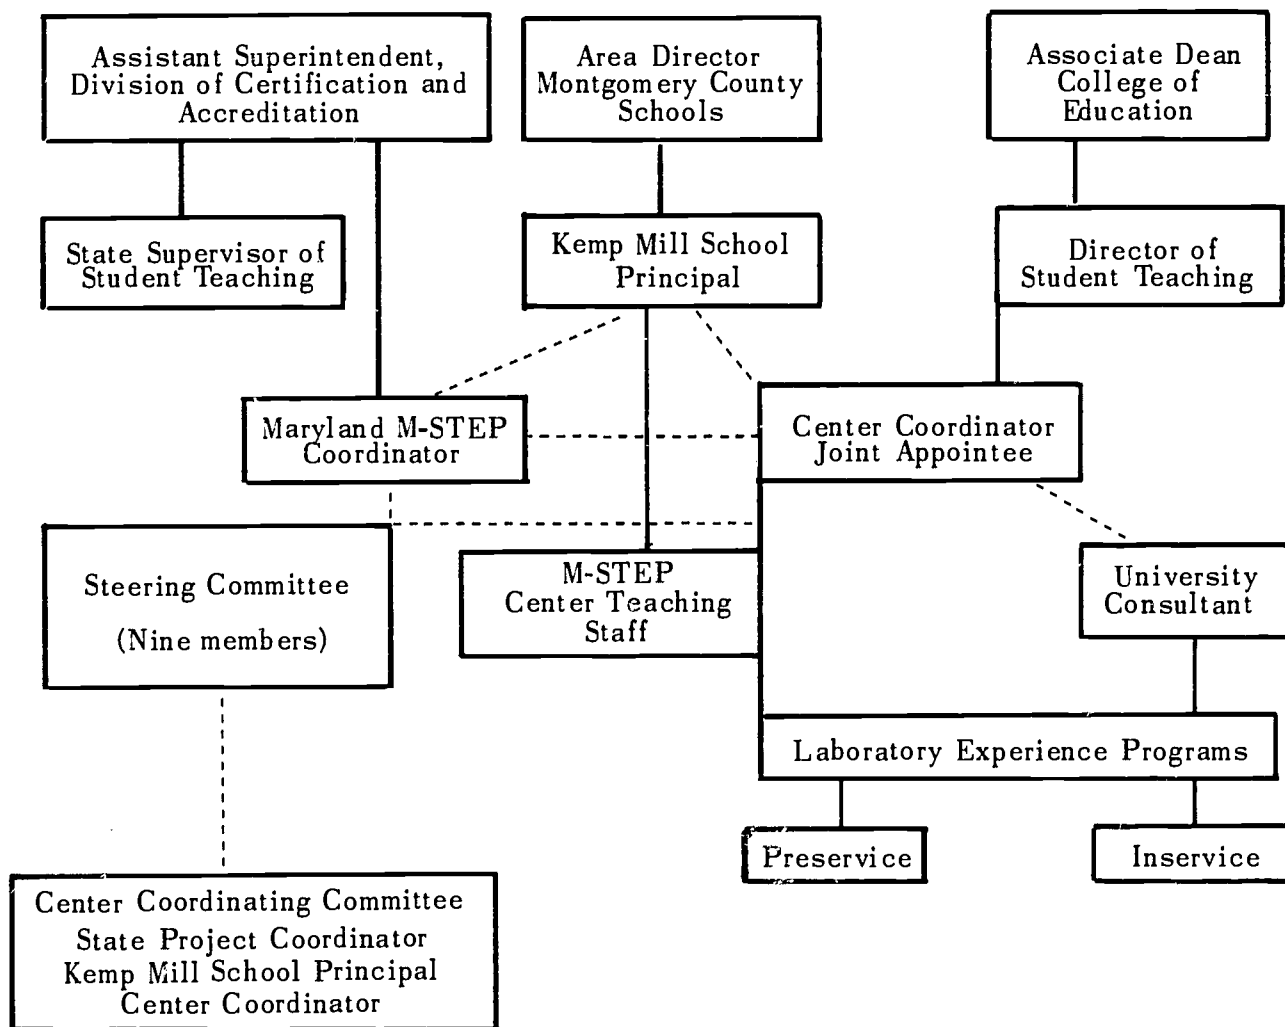 Assistant Superintendent,
Division of Certification and
Accreditation
Area Director
Montgomery County
Schools
Associate Dean
College of
Education
State Supervisor of
Student Teaching
Kemp Mill School
Principal
Director of
Student Teaching
Maryland M-STEP
Coordinator
Center Coordinator
Joint Appointee
Steering Committee
(Nine members)
M-STEP
Center Teaching
Staff
University
Consultant
Laboratory Experience Programs
Preservice
Inservice
Center Coordinating Committee
State Project Coordinator
Kemp Mill School Principal
Center Coordinator